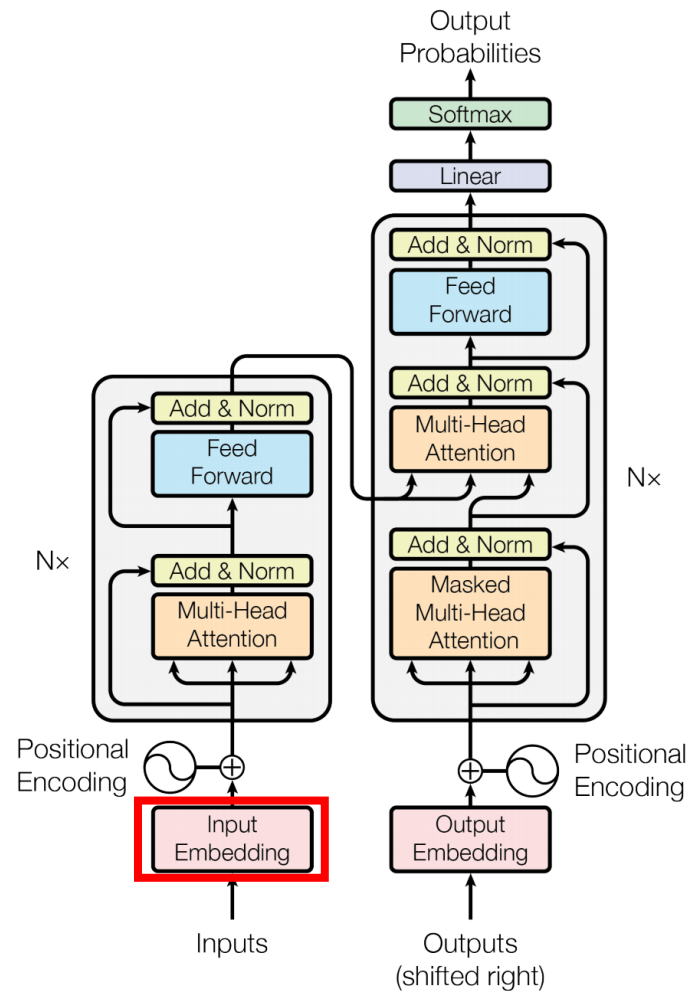 Output
Probabilities
Softmax
Linear
Add & Norm
Feed
Forward
Add & Norm
Multi-Head
Attention
Add & Norm
Masked
Multi-Head
Attention
N×
Add & Norm
Feed
Forward
Add & Norm
Multi-Head
Attention
N×
Positional
Encoding
Positional
Encoding
Input
Embedding
Output
Embedding
Inputs
Outputs
(shifted right)